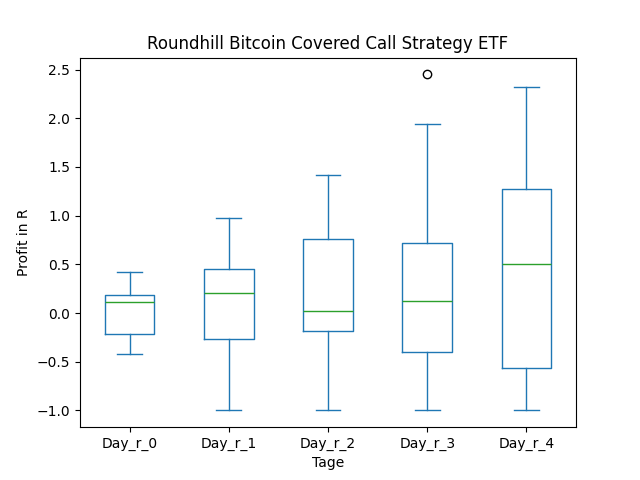 Roundhill Bitcoin Covered Call Strategy ETF
Profit in R
2.5
2.0
1.5
1.0
0.5
0.0
−0.5
−1.0
Day_r_0 Day_r_1 Day_r_2 Day_r_3 Day_r_4
Tage